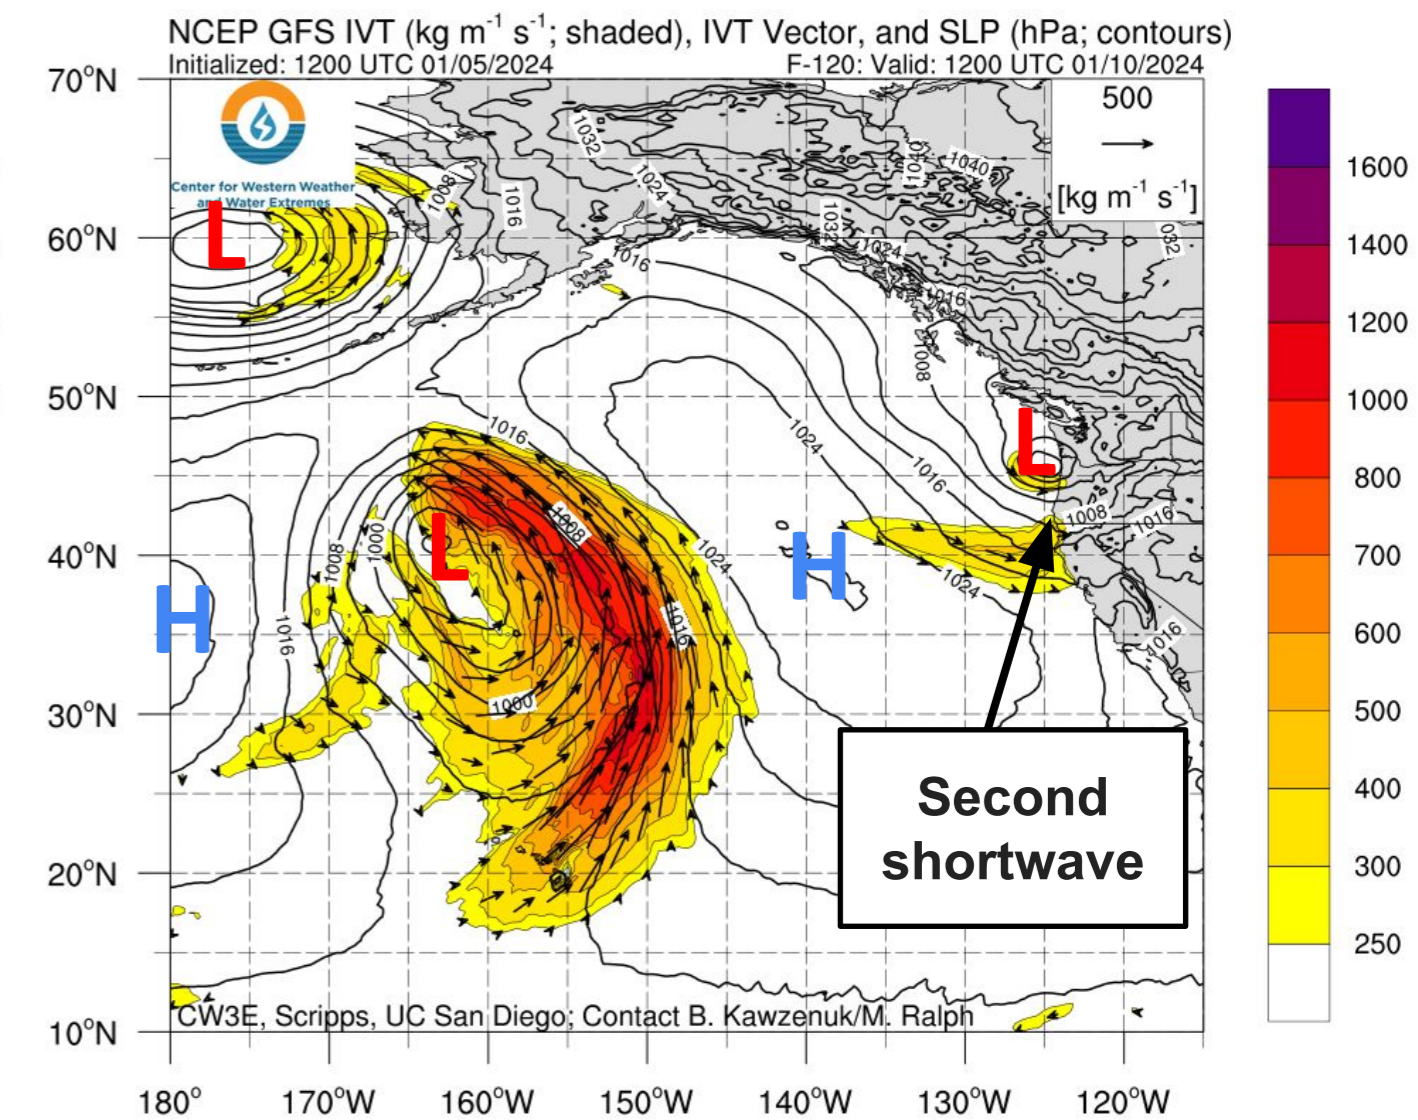 NCEP GFS IVT (kg m⁻¹ s⁻¹; shaded), IVT Vector, and SLP (hPa; contours)
Initialized: 1200 UTC 01/05/2024
F-120: Valid: 1200 UTC 01/10/2024
70°N
60°N
50°N
40°N
30°N
20°N
10°N
Center for Western Weather
and Water Extremes
500
[kg m⁻¹ s⁻¹]
1032
1024
1016
1008
1040
1040
1032
1024
032
1016
1016
1008
L
1016
1024
1016
L
1008
1016
1000
1008
1008
L
1024
H
1024
H
1016
1016
1016
1000
Second
shortwave
CW3E, Scripps, UC San Diego; Contact B. Kawzenuk/M. Ralph
180°
170°W
160°W
150°W
140°W
130°W
120°W
1600
1400
1200
1000
800
700
600
500
400
300
250